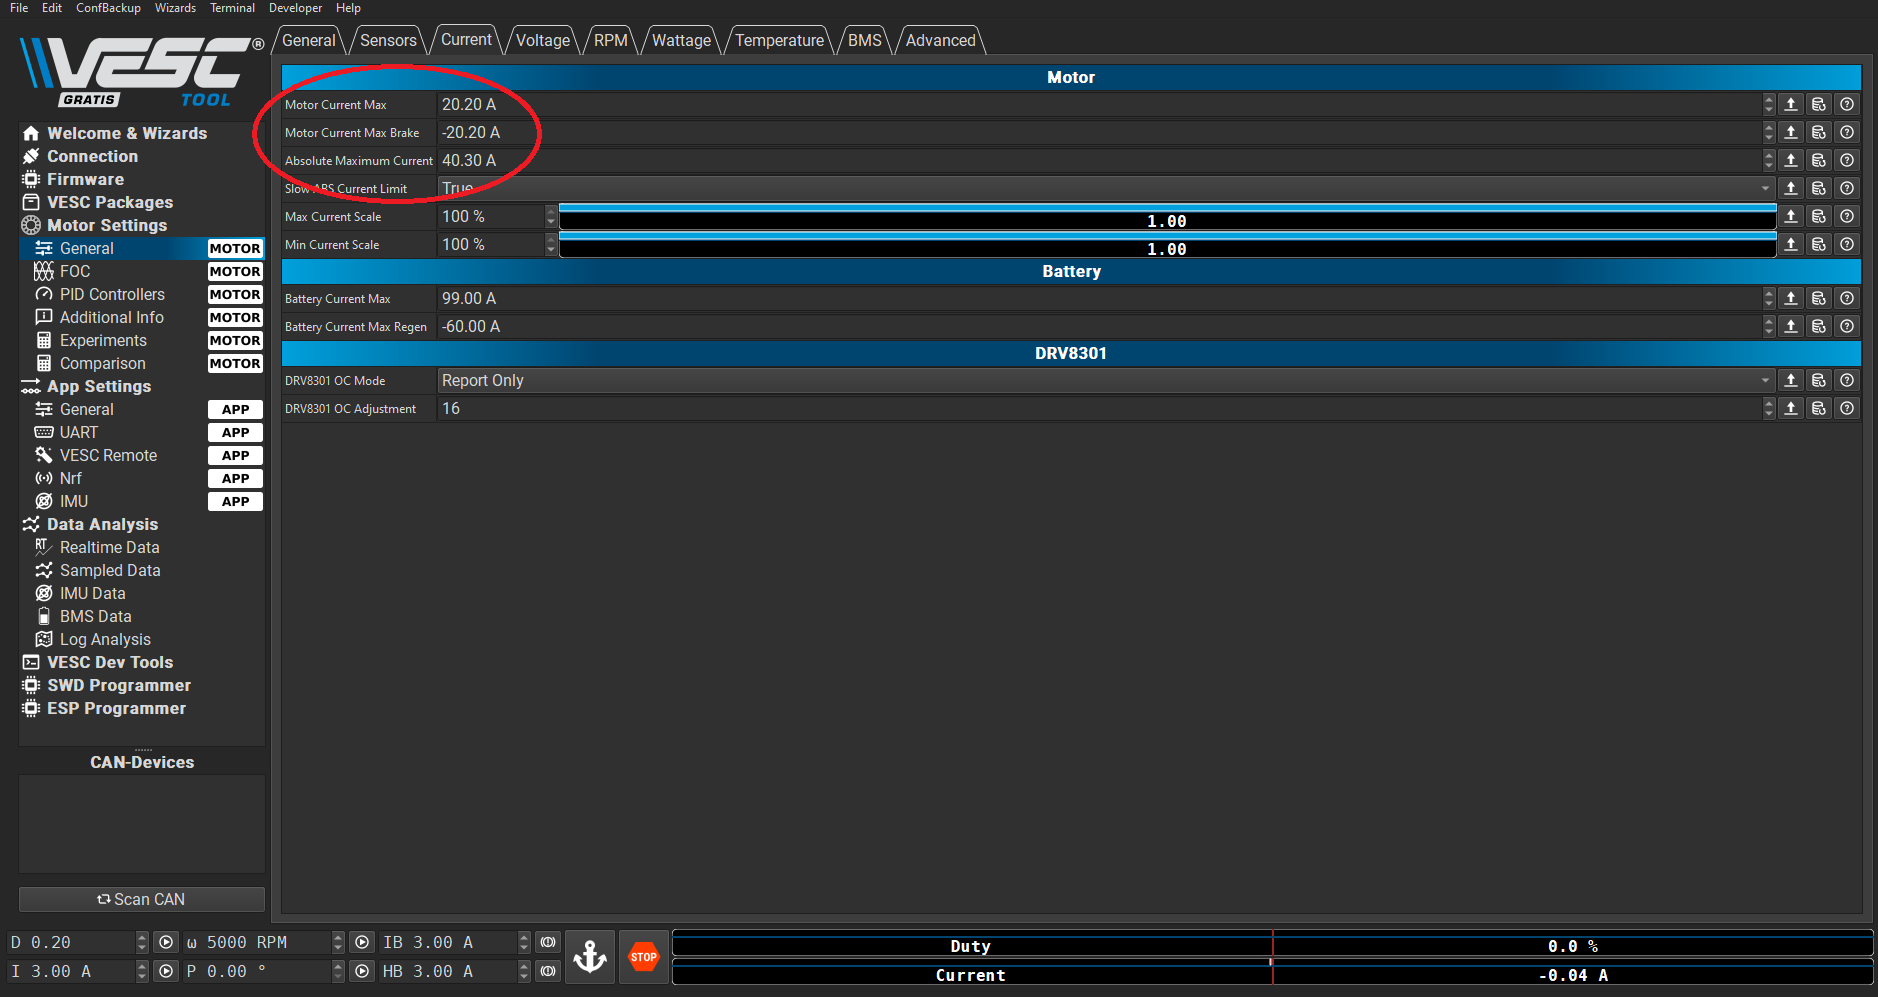 File Edit ConfBackup Wizards Terminal Developer Help
VESC®
GRATIS TOOL
Welcome & Wizards
Connection
Firmware
VESC Packages
Motor Settings
General MOTOR
FOC MOTOR
PID Controllers MOTOR
Additional Info MOTOR
Experiments MOTOR
Comparison MOTOR
App Settings
General APP
UART APP
VESC Remote APP
Nrf APP
IMU APP
Data Analysis
RT Realtime Data
Sampled Data
IMU Data
BMS Data
Log Analysis
VESC Dev Tools
SWD Programmer
ESP Programmer
CAN-Devices
Scan CAN
General Sensors Current Voltage RPM Wattage Temperature BMS Advanced
Motor
Motor Current Max 20.20 A
Motor Current Max Brake -20.20 A
Absolute Maximum Current 40.30 A
Slow ABS Current Limit True
Max Current Scale 100 % 1.00
Min Current Scale 100 % 1.00
Battery
Battery Current Max 99.00 A
Battery Current Max Regen -60.00 A
DRV8301
DRV8301 OC Mode Report Only
DRV8301 OC Adjustment 16
D 0.20 ω 5000 RPM IB 3.00 A
I 3.00 A P 0.00 ° HB 3.00 A
STOP
Duty 0.0 %
Current -0.04 A